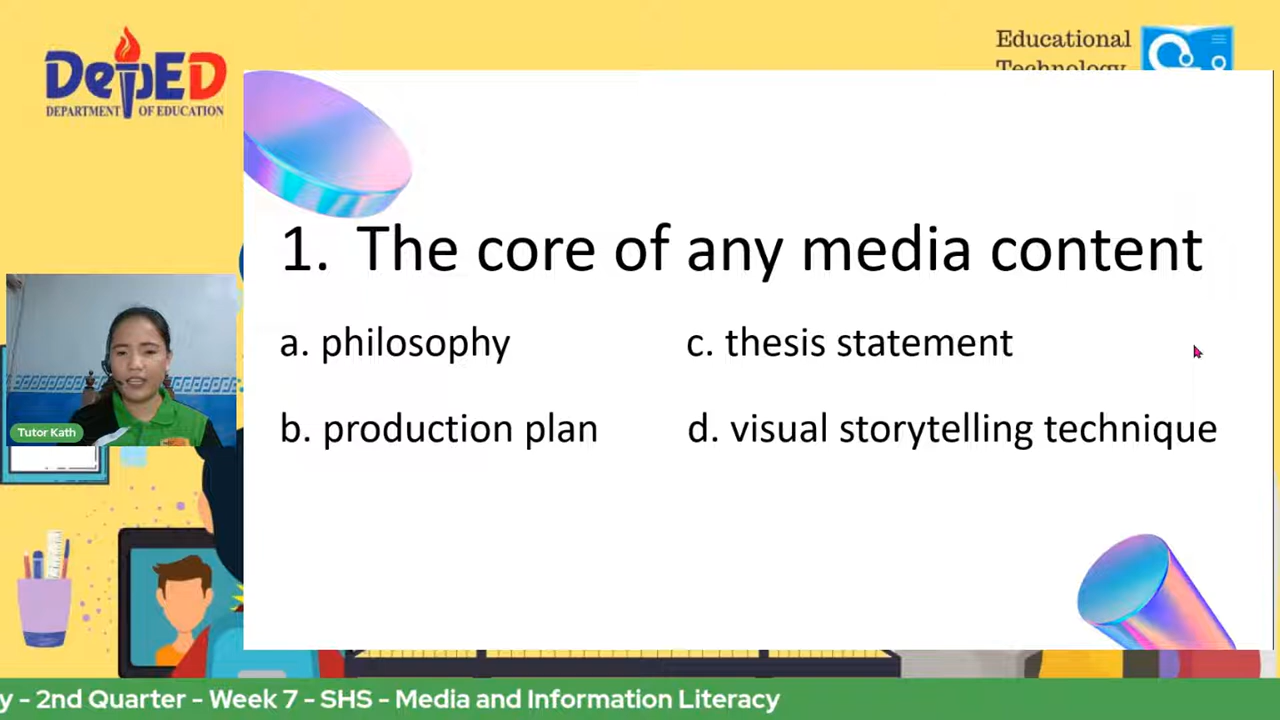 DepED
DEPARTMENT OF EDUCATION
Educational
Technology
1. The core of any media content
a. philosophy
c. thesis statement
b. production plan
d. visual storytelling technique
Tutor Kath
y - 2nd Quarter - Week 7 - SHS - Media and Information Literacy